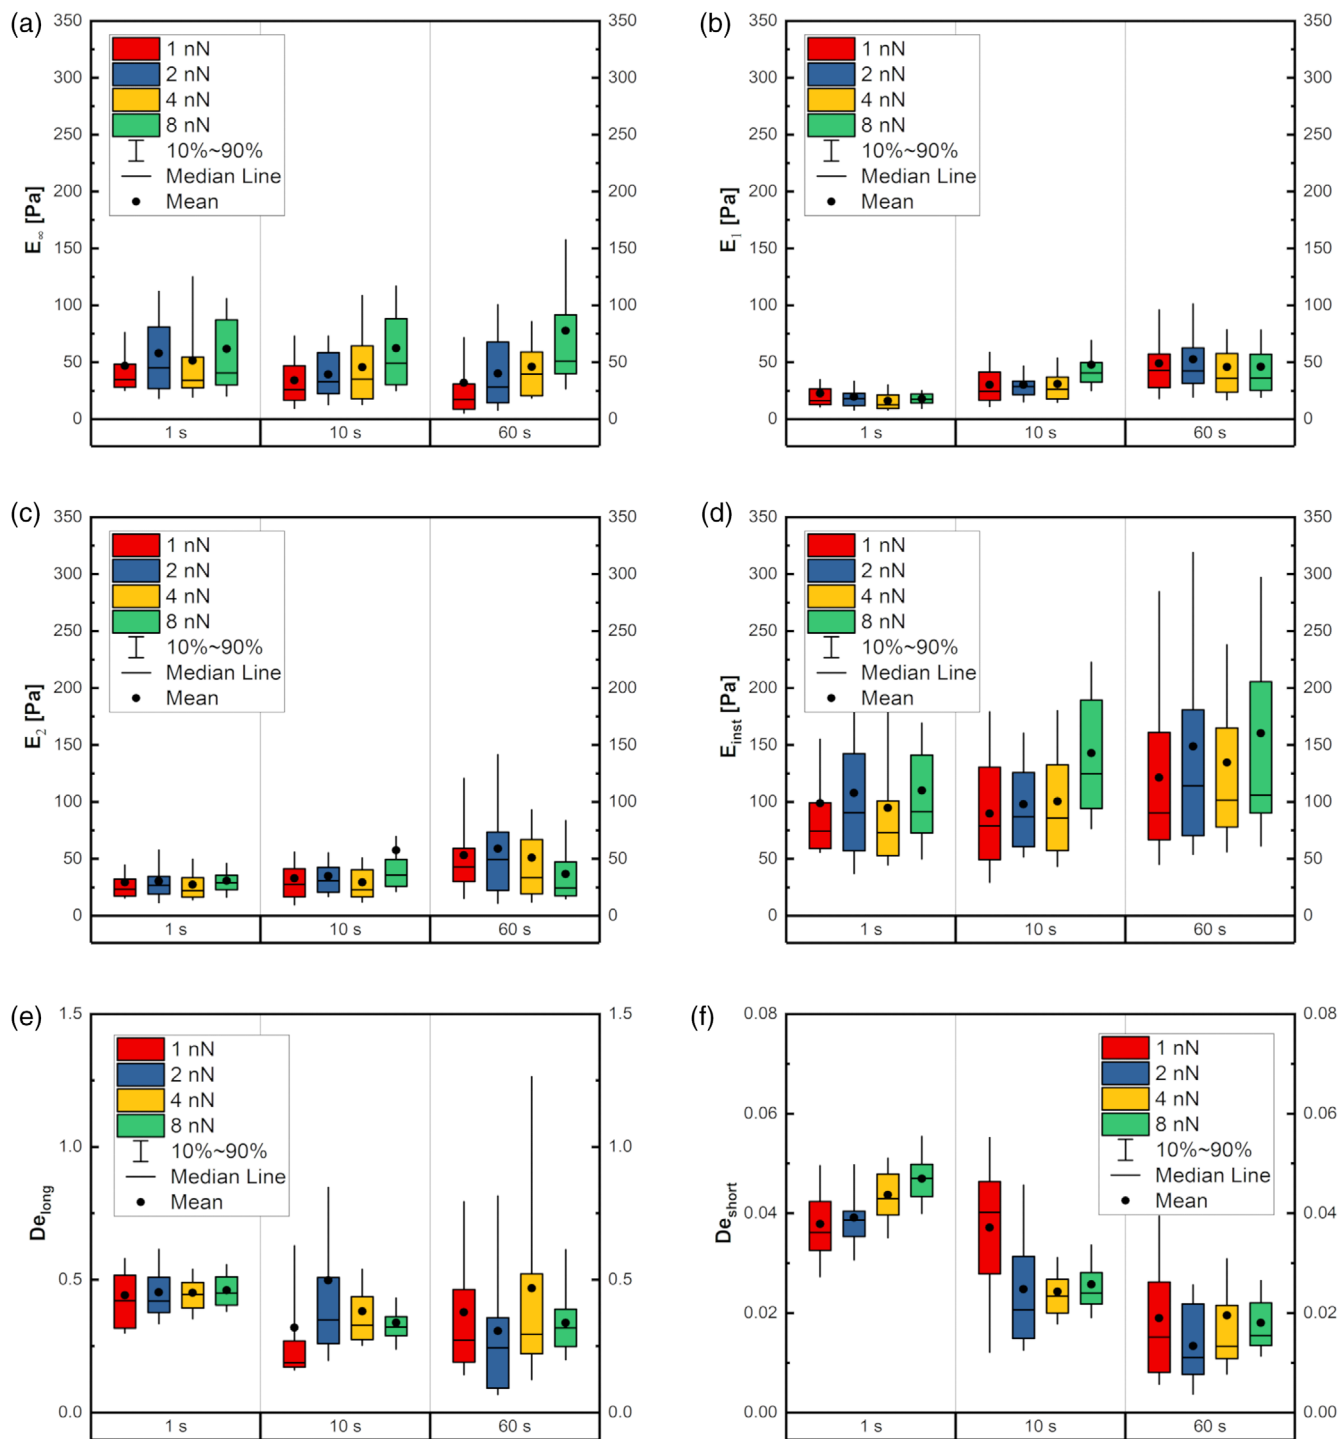 (a)
350
300
250
200
150
100
50
0
E∞ [Pa]
1 nN
2 nN
4 nN
8 nN
10%~90%
Median Line
Mean
350
300
250
200
150
100
50
0
1 s
10 s
60 s
(b)
350
300
250
200
150
100
50
0
E1 [Pa]
1 nN
2 nN
4 nN
8 nN
10%~90%
Median Line
Mean
350
300
250
200
150
100
50
0
1 s
10 s
60 s
(c)
350
300
250
200
150
100
50
0
E2 [Pa]
1 nN
2 nN
4 nN
8 nN
10%~90%
Median Line
Mean
350
300
250
200
150
100
50
0
1 s
10 s
60 s
(d)
350
300
250
200
150
100
50
0
Einst [Pa]
1 nN
2 nN
4 nN
8 nN
10%~90%
Median Line
Mean
350
300
250
200
150
100
50
0
1 s
10 s
60 s
(e)
1.5
1.0
0.5
0.0
Delong
1 nN
2 nN
4 nN
8 nN
10%~90%
Median Line
Mean
1.5
1.0
0.5
0.0
1 s
10 s
60 s
(f)
0.08
0.06
0.04
0.02
0.00
Deshort
1 nN
2 nN
4 nN
8 nN
10%~90%
Median Line
Mean
0.08
0.06
0.04
0.02
0.00
1 s
10 s
60 s